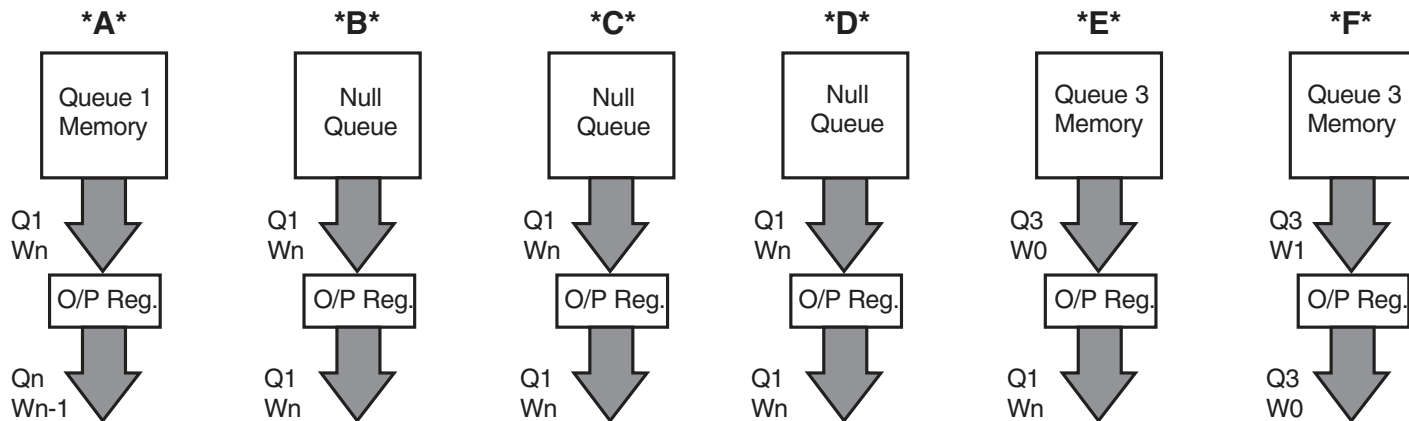 *A*
*B*
*C*
*D*
*E*
*F*
Queue 1
Memory
Null
Queue
Null
Queue
Null
Queue
Queue 3
Memory
Queue 3
Memory
Q1
Wn
Q1
Wn
Q1
Wn
Q1
Wn
Q3
W0
Q3
W1
O/P Reg.
O/P Reg.
O/P Reg.
O/P Reg.
O/P Reg.
O/P Reg.
Qn
Wn-1
Q1
Wn
Q1
Wn
Q1
Wn
Q1
Wn
Q3
W0